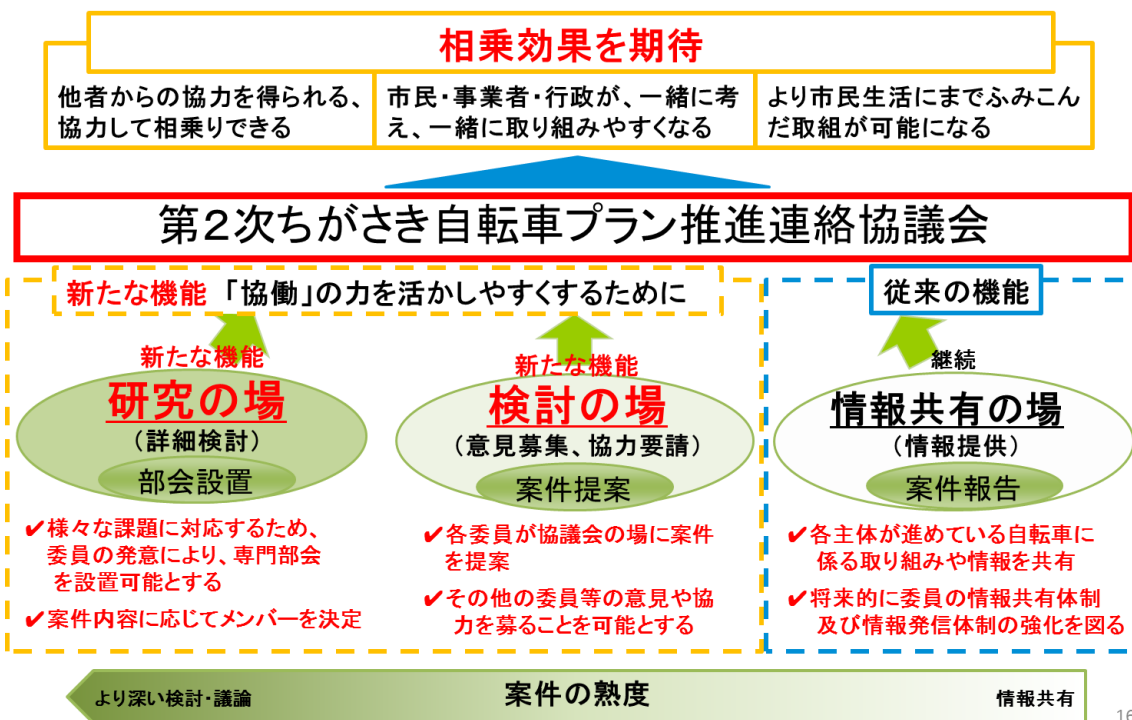 相乗効果を期待
他者からの協力を得られる、
協力して相乗りできる
市民・事業者・行政が、一緒に考
え、一緒に取り組みやすくなる
より市民生活にまでふみこん
だ取組が可能になる
第２次ちがさき自転車プラン推進連絡協議会
新たな機能 「協働」の力を活かしやすくするために
新たな機能
研究の場
（詳細検討）
部会設置
✔様々な課題に対応するため、
委員の発意により、専門部会
を設置可能とする
✔案件内容に応じてメンバーを決定
新たな機能
検討の場
（意見募集、協力要請）
案件提案
✔各委員が協議会の場に案件
を提案
✔その他の委員等の意見や協
力を募ることを可能とする
従来の機能
継続
情報共有の場
（情報提供）
案件報告
✔各主体が進めている自転車に
係る取り組みや情報を共有
✔将来的に委員の情報共有体制
及び情報発信体制の強化を図る
より深い検討・議論
案件の熟度
情報共有
16